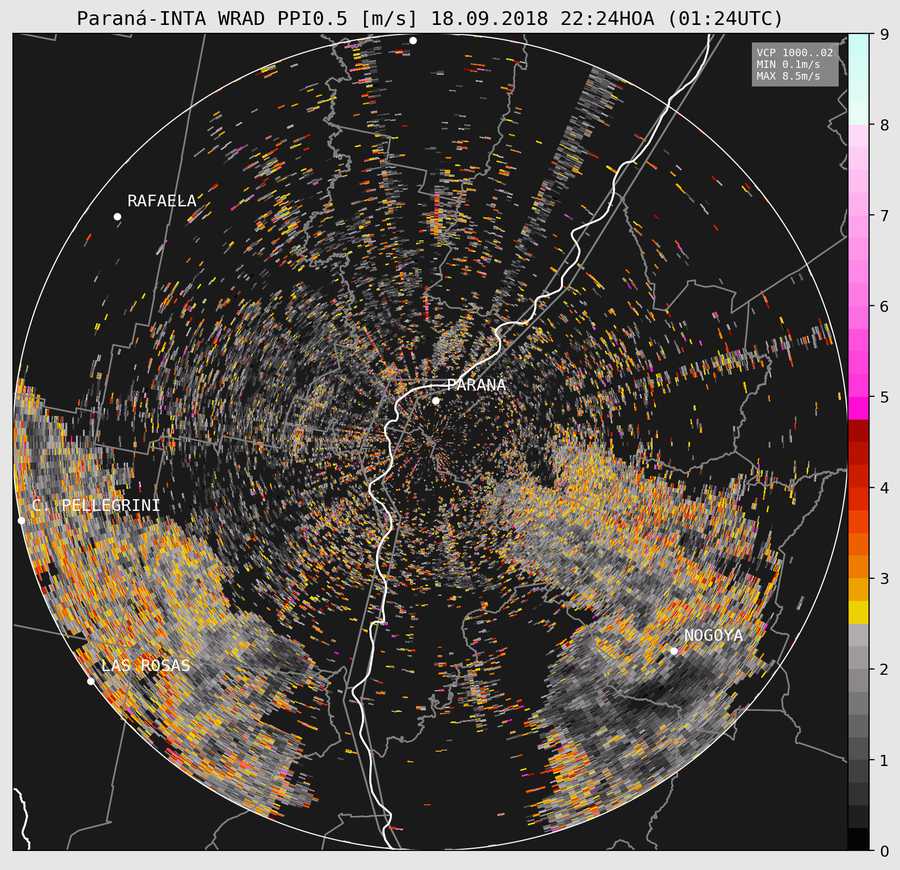 Paraná-INTA WRAD PPI0.5 [m/s] 18.09.2018 22:24HOA (01:24UTC)
VCP 1000..02
MIN 0.1m/s
MAX 8.5m/s
9
8
7
6
5
4
3
2
1
0
RAFAELA
PARANA
C. PELLEGRINI
NOGOYA
LAS ROSAS